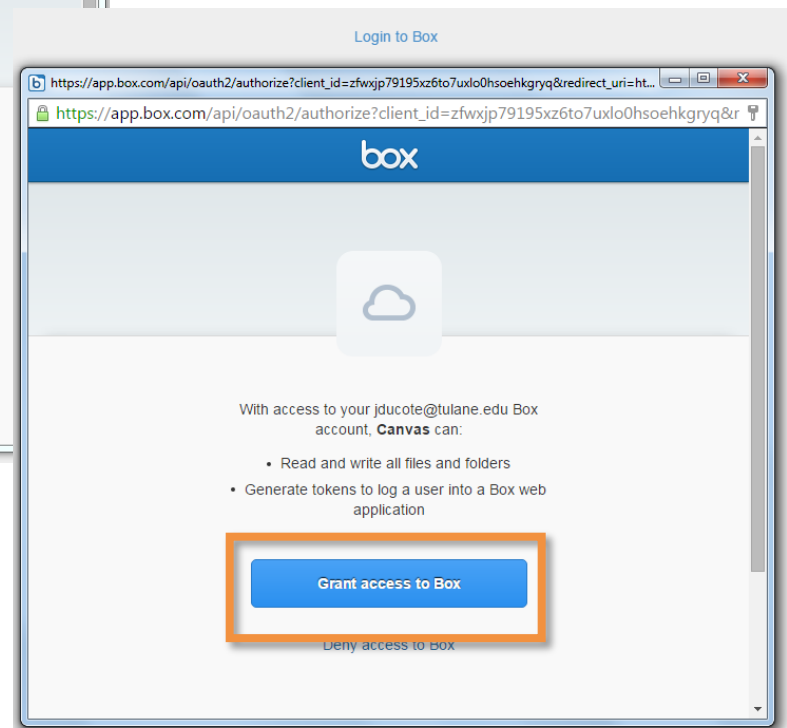 Login to Box
https://app.box.com/api/oauth2/authorize?client_id=zfwxjp79195xz6to7uxlo0hsoehkgryq&redirect_uri=ht...
https://app.box.com/api/oauth2/authorize?client_id=zfwxjp79195xz6to7uxlo0hsoehkgryq&r
box
With access to your jducote@tulane.edu Box
account, Canvas can:
• Read and write all files and folders
• Generate tokens to log a user into a Box web
application
Grant access to Box
Deny access to Box